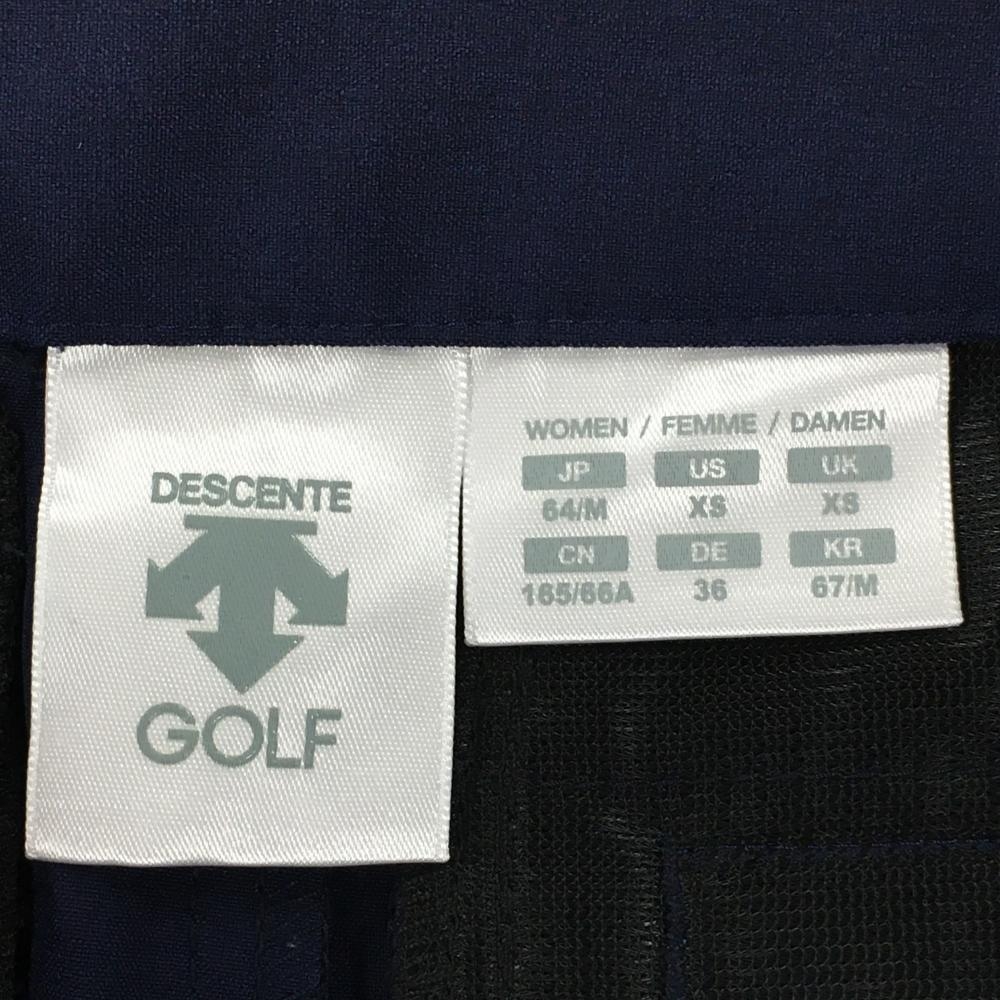 DESCENTE
GOLF
WOMEN / FEMME / DAMEN
JP US UK
64/M XS XS
CN DE KR
165/66A 36 67/M